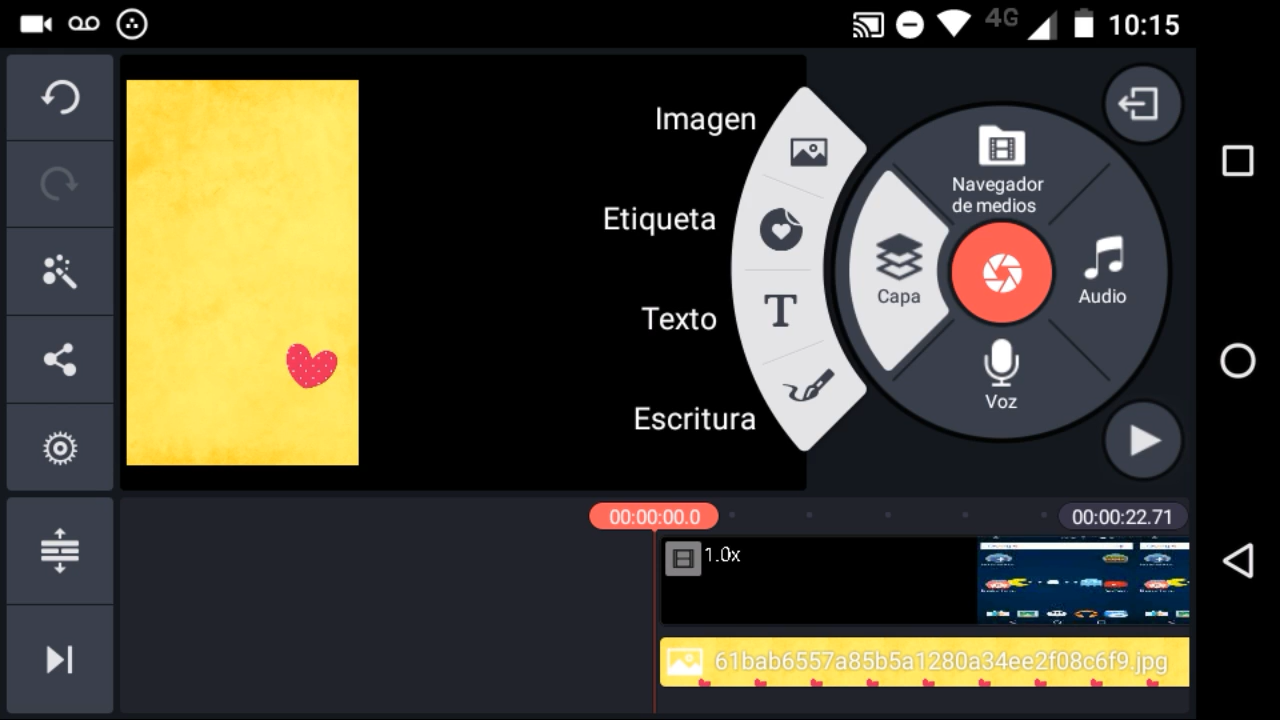 4G 10:15
Imagen
Etiqueta
Texto
Escritura
Navegador
de medios
Capa
Audio
Voz
00:00:00.0
00:00:22.71
1.0x
61bab6557a85b5a1280a34ee2f08c6f9.jpg